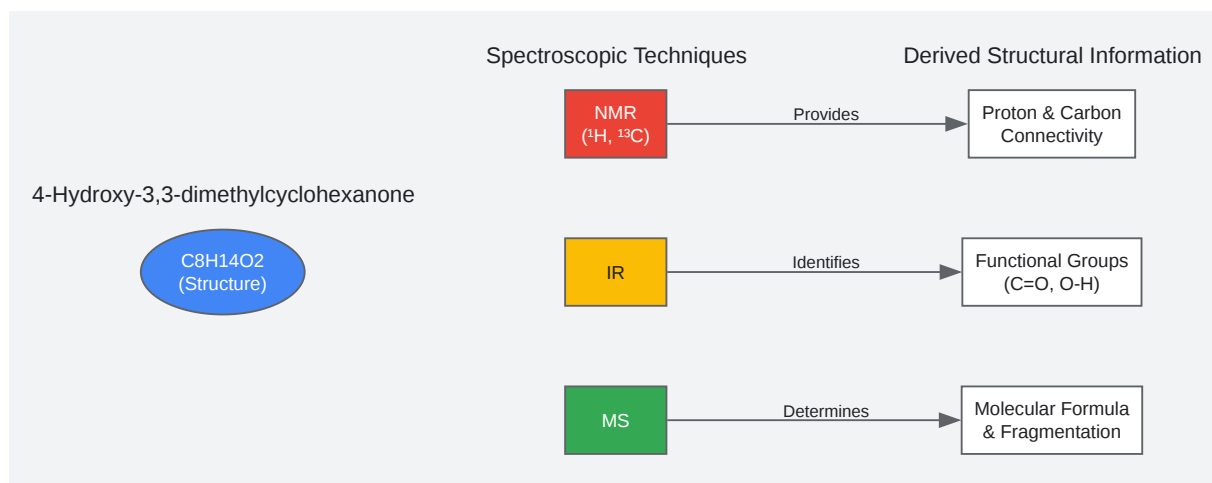 Spectroscopic Techniques
Derived Structural Information
NMR
(¹H, ¹³C)
Provides
Proton & Carbon
Connectivity
4-Hydroxy-3,3-dimethylcyclohexanone
C8H14O2
(Structure)
IR
Identifies
Functional Groups
(C=O, O-H)
MS
Determines
Molecular Formula
& Fragmentation